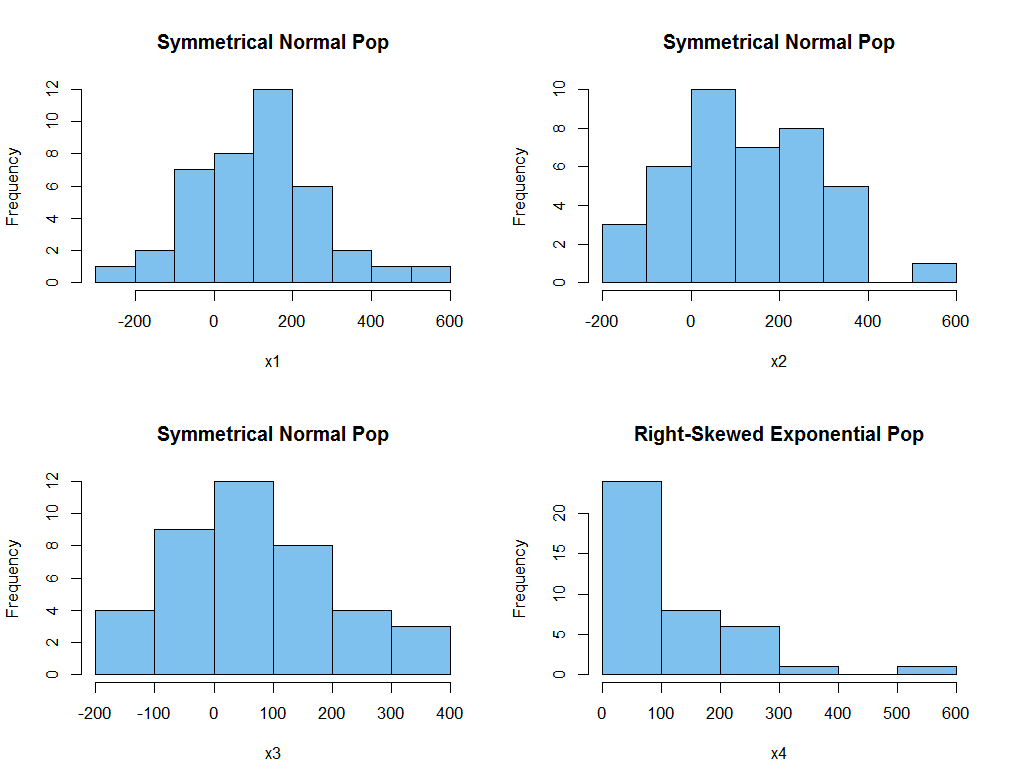 Symmetrical Normal Pop
Frequency
12
10
8
6
4
2
0
-200 0 200 400 600
x1
Symmetrical Normal Pop
Frequency
10
8
6
4
2
0
-200 0 200 400 600
x2
Symmetrical Normal Pop
Frequency
12
10
8
6
4
2
0
-200 -100 0 100 200 300 400
x3
Right-Skewed Exponential Pop
Frequency
20
15
10
5
0
0 100 200 300 400 500 600
x4